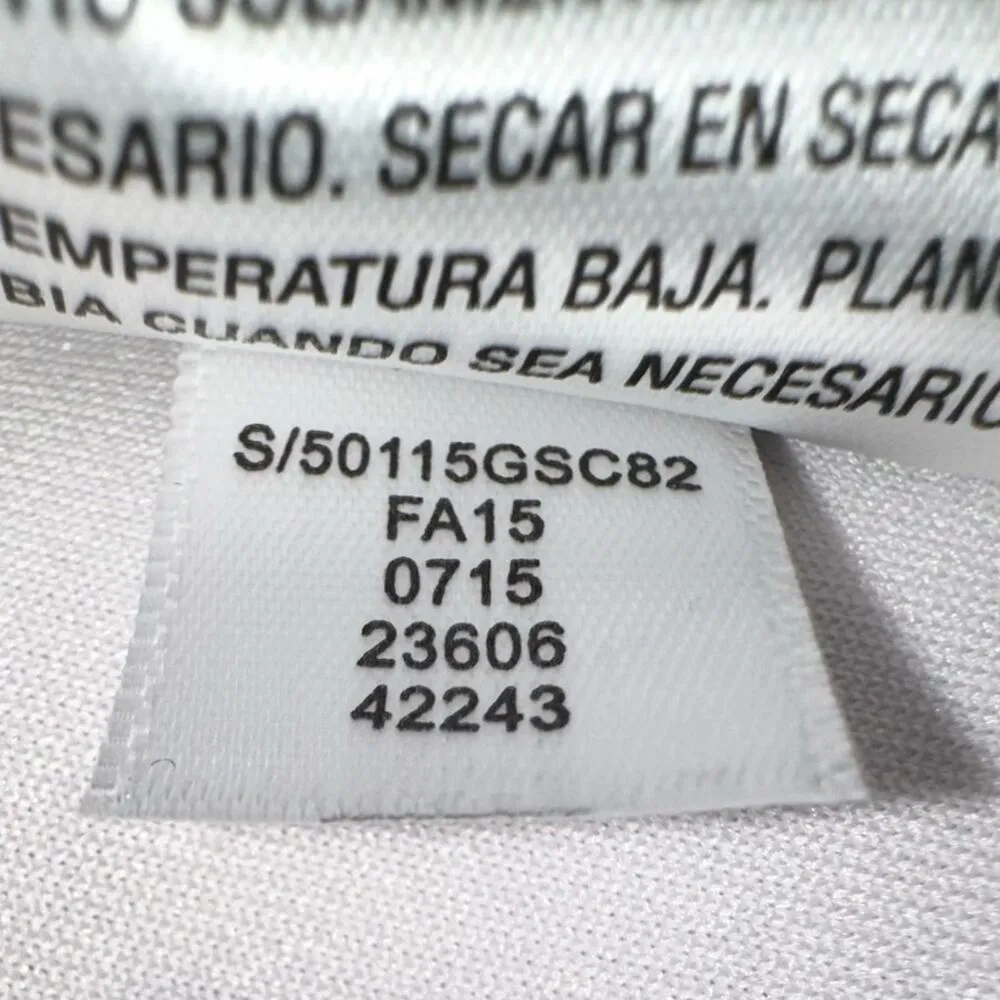 ESARIO. SECAR EN SECA
EMPERATURA BAJA. PLAN
BIA CUANDO SEA NECESARIO
S/50115GSC82
FA15
0715
23606
42243